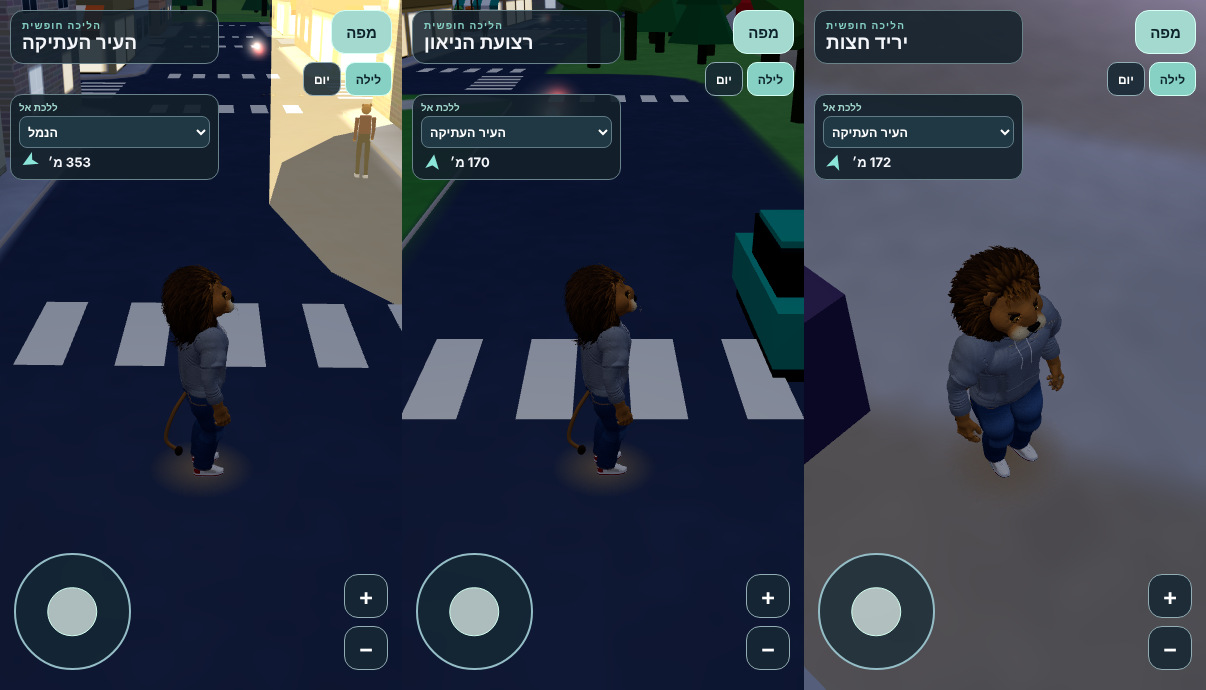 הליכה חופשית
העיר העתיקה
מפה
לילה
יום
ללכת אל
הנמל
353 מ׳
+
−
הליכה חופשית
רצועת הניאון
מפה
לילה
יום
ללכת אל
העיר העתיקה
170 מ׳
+
−
הליכה חופשית
יריד חצות
מפה
לילה
יום
ללכת אל
העיר העתיקה
172 מ׳
+
−